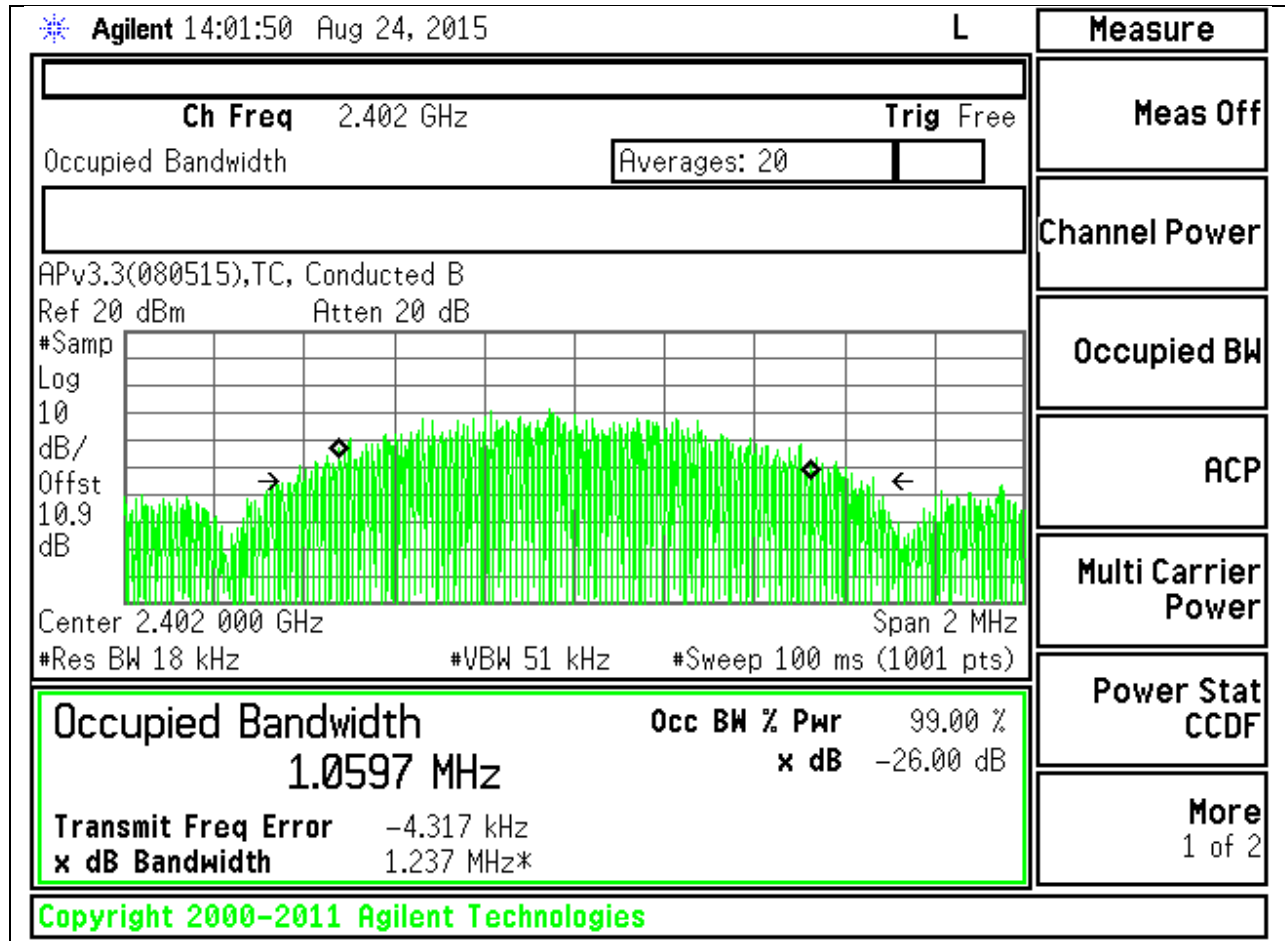 Agilent 14:01:50 Aug 24, 2015 L
Measure
Ch Freq 2.402 GHz Trig Free
Meas Off
Occupied Bandwidth Averages: 20
Channel Power
APv3.3(080515),TC, Conducted B
Ref 20 dBm Atten 20 dB
#Samp
Log
10
dB/
Offst
10.9
dB
Occupied BW
ACP
Multi Carrier
Power
Center 2.402 000 GHz Span 2 MHz
#Res BW 18 kHz #VBW 51 kHz #Sweep 100 ms (1001 pts)
Power Stat
CCDF
Occupied Bandwidth
1.0597 MHz
Occ BW % Pwr 99.00 %
x dB -26.00 dB
Transmit Freq Error -4.317 kHz
x dB Bandwidth 1.237 MHz*
More
1 of 2
Copyright 2000-2011 Agilent Technologies